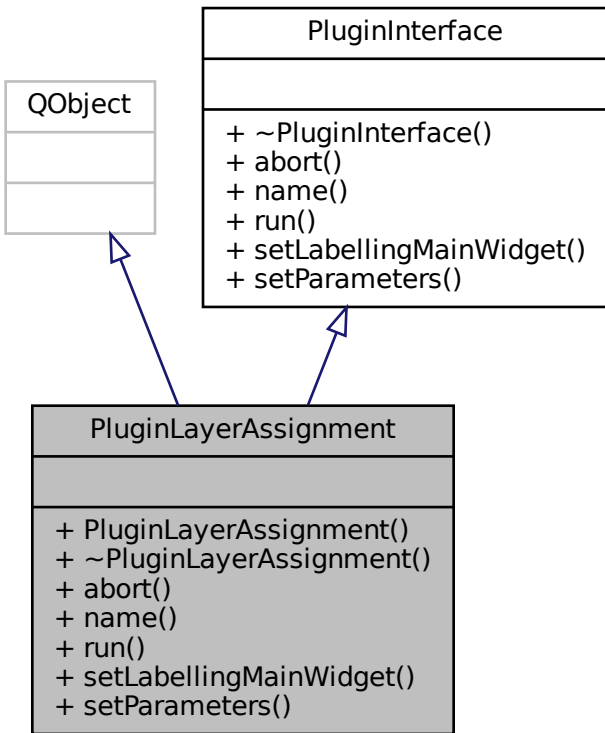 PluginInterface
+ ~PluginInterface()
+ abort()
+ name()
+ run()
+ setLabellingMainWidget()
+ setParameters()
QObject
PluginLayerAssignment
+ PluginLayerAssignment()
+ ~PluginLayerAssignment()
+ abort()
+ name()
+ run()
+ setLabellingMainWidget()
+ setParameters()